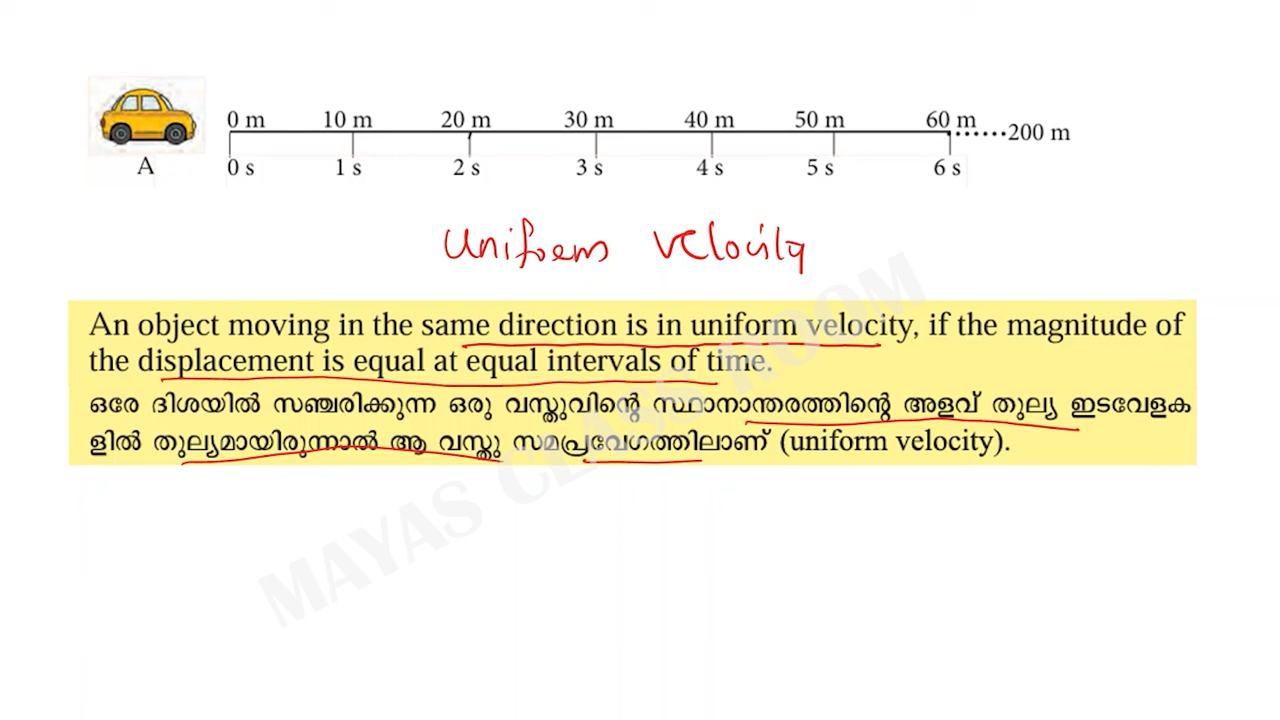 0 m 10 m 20 m 30 m 40 m 50 m 60 m
......200 m
A 0 s 1 s 2 s 3 s 4 s 5 s 6 s
Uniform velocity
An object moving in the same direction is in uniform velocity, if the magnitude of
the displacement is equal at equal intervals of time.
ഒരേ ദിശയിൽ സഞ്ചരിക്കുന്ന ഒരു വസ്തുവിന്റെ സ്ഥാനാന്തരത്തിന്റെ അളവ് തുല്യ ഇടവേളക
ളിൽ തുല്യമായിരുന്നാൽ ആ വസ്തു സമപ്രവേഗത്തിലാണ് (uniform velocity).
MAYAS CLASS ROOM